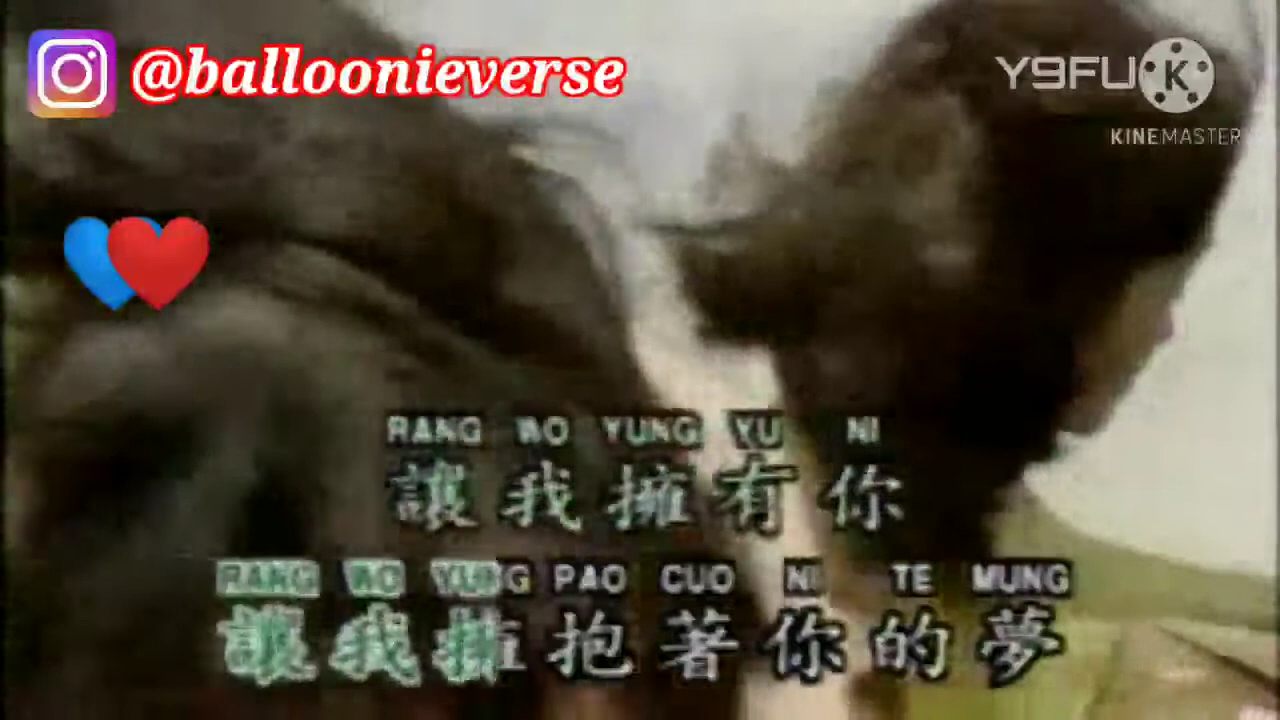 @balloonieverse
Y9FU
KINEMASTER
RANG WO YUNG YU NI
讓我擁有你
RANG WO YUNG PAO CUO NI TE MUNG
讓我擁抱著你的夢